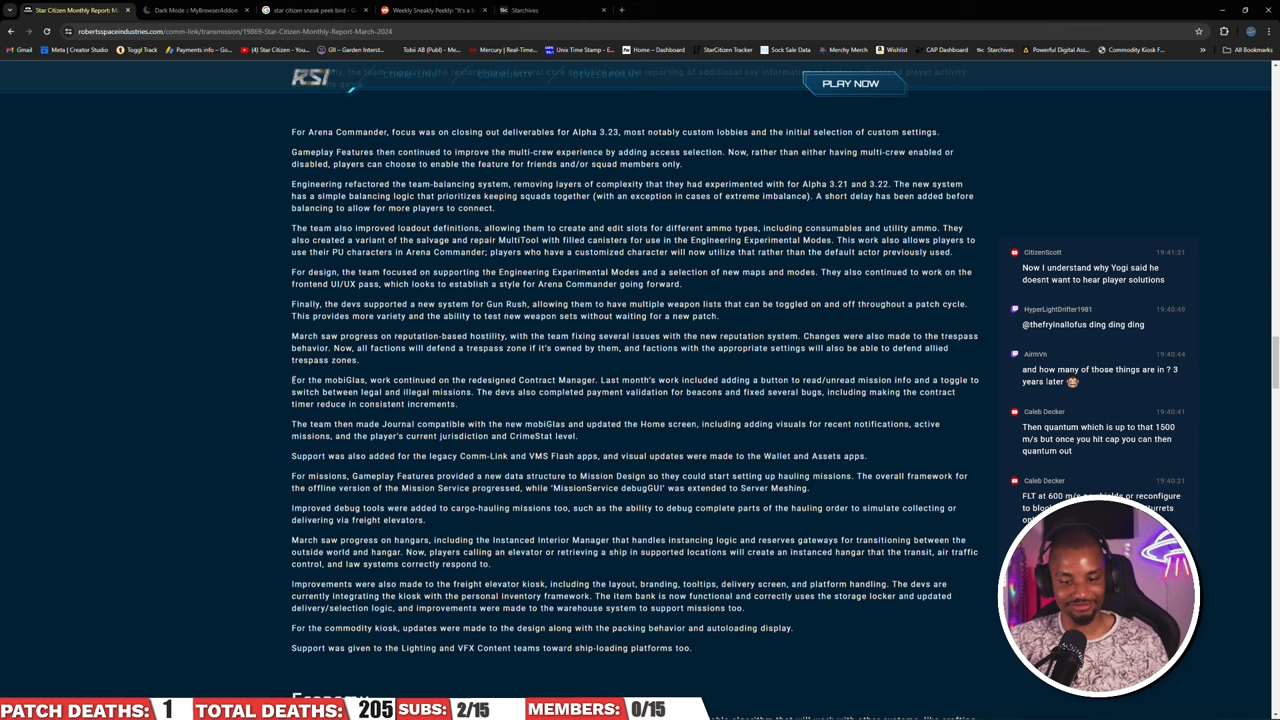 Star Citizen Monthly Report: M
Dark Mode :: MyBrowserAddon
star citizen sneak peek bird - G
Weekly Sneakly Peekly: "It's a t
Starchives
robertsspaceindustries.com/comm-link/transmission/19869-Star-Citizen-Monthly-Report-March-2024
Gmail
Meta | Creator Studio
Toggl Track
Star Citizen - You...
GIl – Garden Interi...
Tobii AB (Publ) - Me...
Mercury | Real-Time...
Unix Time Stamp - E...
Home – Dashboard
StarCitizen Tracker
Sock Sale Data
Merchy Merch
Wishlist
CAP Dashboard
Starchives
Powerful Digital Ass...
Commodity Kiosk F...
All Bookmarks
RSI
COMM-LINK
COMMUNITY
DEVELOPMENT
PLAY NOW
For Arena Commander, focus was on closing out deliverables for Alpha 3.23, most notably custom lobbies and the initial selection of custom settings.
Gameplay Features then continued to improve the multi-crew experience by adding access selection. Now, rather than either having multi-crew enabled or
disabled, players can choose to enable the feature for friends and/or squad members only.
Engineering refactored the team-balancing system, removing layers of complexity that they had experimented with for Alpha 3.21 and 3.22. The new system
has a simple balancing logic that prioritizes keeping squads together (with an exception in cases of extreme imbalance). A short delay has been added before
balancing to allow for more players to connect.
The team also improved loadout definitions, allowing them to create and edit slots for different ammo types, including consumables and utility ammo. They
also created a variant of the salvage and repair MultiTool with filled canisters for use in the Engineering Experimental Modes. This work also allows players to
use their PU characters in Arena Commander; players who have a customized character will now utilize that rather than the default actor previously used.
For design, the team focused on supporting the Engineering Experimental Modes and a selection of new maps and modes. They also continued to work on the
frontend UI/UX pass, which looks to establish a style for Arena Commander going forward.
Finally, the devs supported a new system for Gun Rush, allowing them to have multiple weapon lists that can be toggled on and off throughout a patch cycle.
This provides more variety and the ability to test new weapon sets without waiting for a new patch.
March saw progress on reputation-based hostility, with the team fixing several issues with the new reputation system. Changes were also made to the trespass
behavior. Now, all factions will defend a trespass zone if it's owned by them, and factions with the appropriate settings will also be able to defend allied
trespass zones.
For the mobiGlas, work continued on the redesigned Contract Manager. Last month's work included adding a button to read/unread mission info and a toggle to
switch between legal and illegal missions. The devs also completed payment validation for beacons and fixed several bugs, including making the contract
timer reduce in consistent increments.
The team then made Journal compatible with the new mobiGlas and updated the Home screen, including adding visuals for recent notifications, active
missions, and the player's current jurisdiction and CrimeStat level.
Support was also added for the legacy Comm-Link and VMS Flash apps, and visual updates were made to the Wallet and Assets apps.
For missions, Gameplay Features provided a new data structure to Mission Design so they could start setting up hauling missions. The overall framework for
the offline version of the Mission Service progressed, while 'MissionService debugGUI' was extended to Server Meshing.
Improved debug tools were added to cargo-hauling missions too, such as the ability to debug complete parts of the hauling order to simulate collecting or
delivering via freight elevators.
March saw progress on hangars, including the Instanced Interior Manager that handles instancing logic and reserves gateways for transitioning between the
outside world and hangar. Now, players calling an elevator or retrieving a ship in supported locations will create an instanced hangar that the transit, air traffic
control, and law systems correctly respond to.
Improvements were also made to the freight elevator kiosk, including the layout, branding, tooltips, delivery screen, and platform handling. The devs are
currently integrating the kiosk with the personal inventory framework. The item bank is now functional and correctly uses the storage locker and updated
delivery/selection logic, and improvements were made to the warehouse system to support missions too.
For the commodity kiosk, updates were made to the design along with the packing behavior and autoloading display.
Support was given to the Lighting and VFX Content teams toward ship-loading platforms too.
Economy
CitizenScott 19:41:31
Now I understand why Yogi said he
doesnt want to hear player solutions
HyperLightDrifter1981 19:40:49
@thefryinallofus ding ding ding
AirmVn 19:40:44
and how many of those things are in ? 3
years later
Caleb Decker 19:40:41
Then quantum which is up to that 1500
m/s but once you hit cap you can then
quantum out
Caleb Decker 19:40:21
FLT at 600 m/s
or reconfigure
PATCH DEATHS: 1
TOTAL DEATHS: 205
SUBS: 2/15
MEMBERS: 0/15